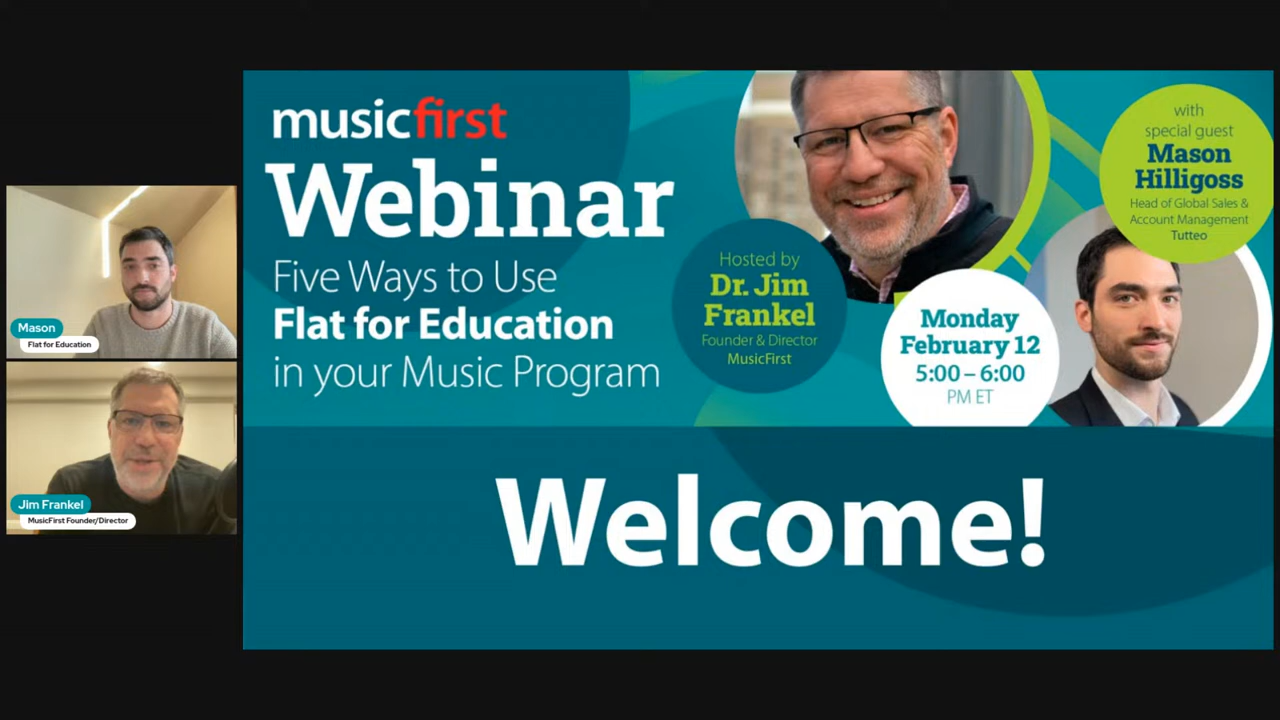 musicfirst
Webinar
Five Ways to Use
Flat for Education
in your Music Program
Hosted by
Dr. Jim
Frankel
Founder & Director
MusicFirst
Monday
February 12
5:00 – 6:00
PM ET
with
special guest
Mason
Hilligoss
Head of Global Sales &
Account Management
Tutteo
Welcome!
Mason
Flat for Education
Jim Frankel
MusicFirst Founder/Director